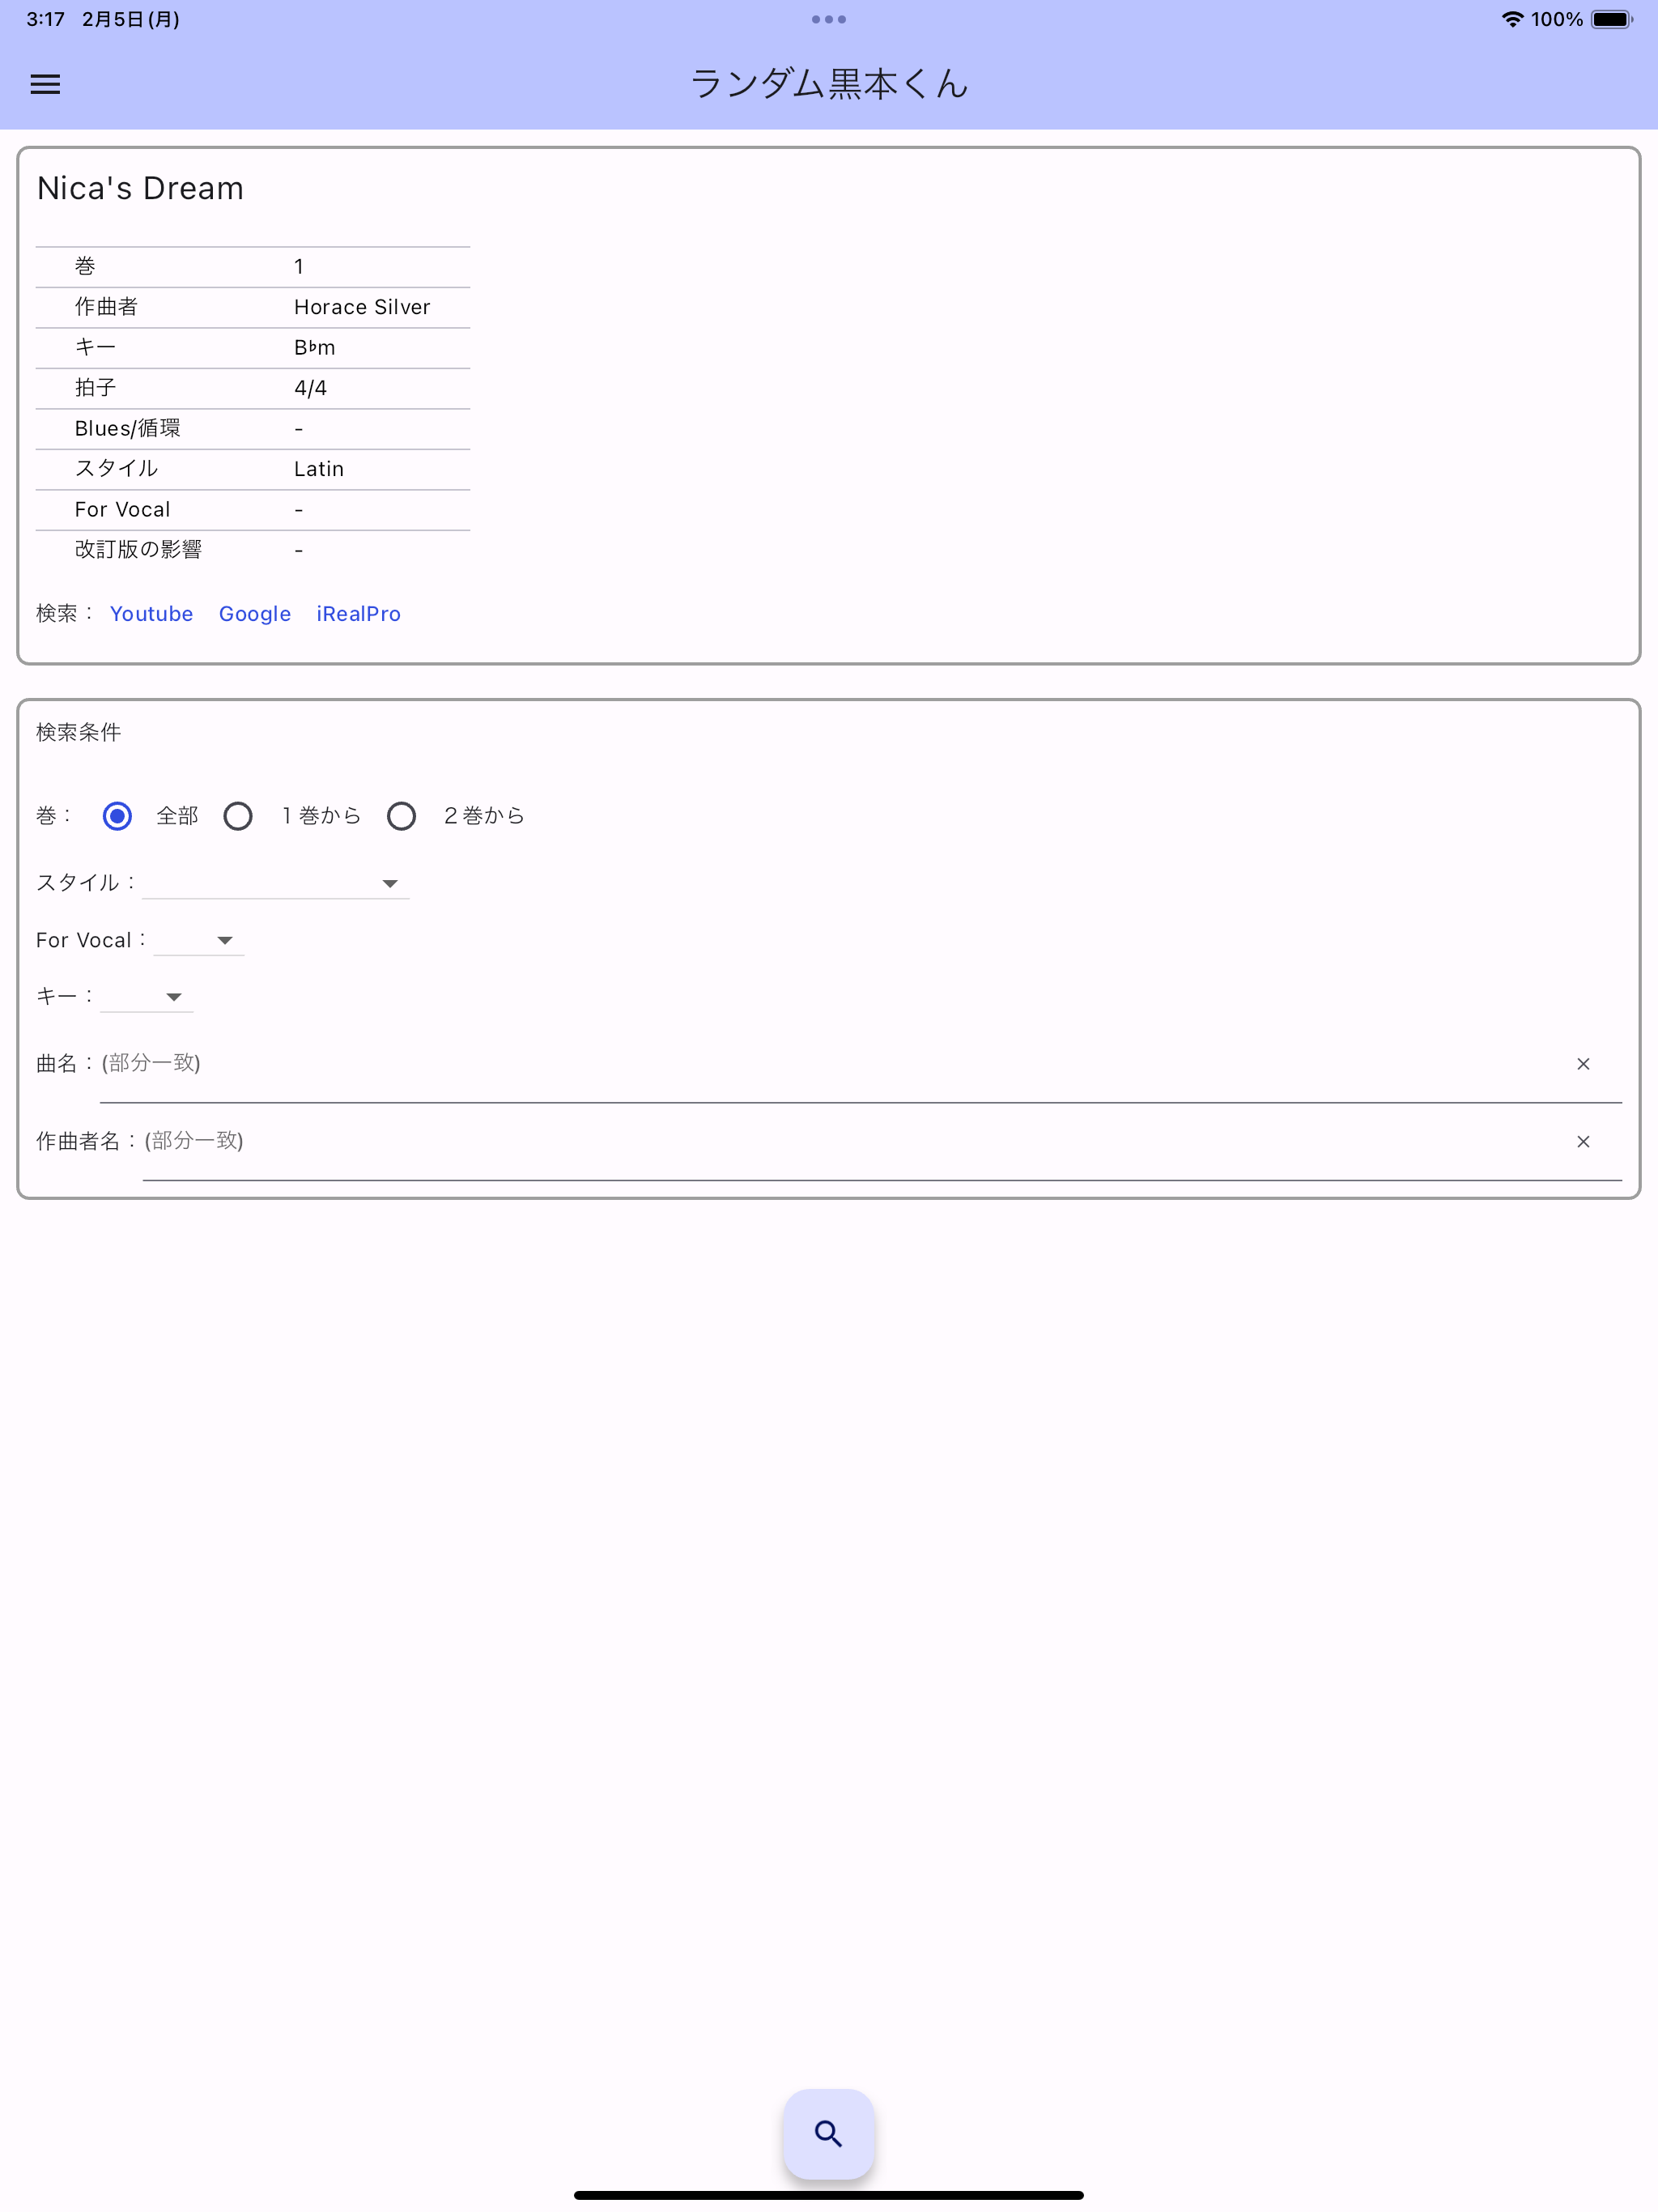 3:17 2月5日(月) 100%
ランダム黒本くん
Nica's Dream
巻 1
作曲者 Horace Silver
キー B♭m
拍子 4/4
Blues/循環 -
スタイル Latin
For Vocal -
改訂版の影響 -
検索： Youtube Google iRealPro
検索条件
巻： 全部 １巻から ２巻から
スタイル：
For Vocal：
キー：
曲名：(部分一致)
作曲者名：(部分一致)